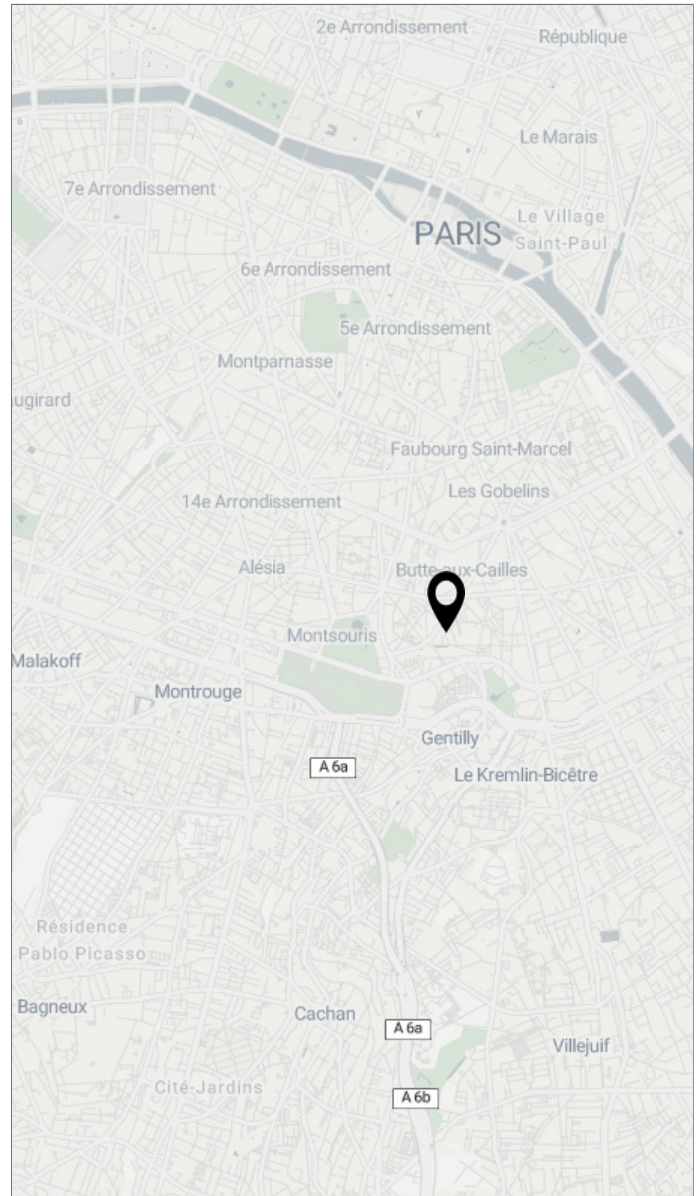 2e Arrondissement
République
Le Marais
7e Arrondissement
Le Village
Saint-Paul
PARIS
6e Arrondissement
5e Arrondissement
Montparnasse
ugirard
Faubourg Saint-Marcel
Les Gobelins
14e Arrondissement
Alésia
Butte-aux-Cailles
Montsouris
Malakoff
Montrouge
Gentilly
A 6a
Le Kremlin-Bicêtre
Résidence
Pablo Picasso
Bagneux
Cachan
A 6a
Villejuif
Cité-Jardins
A 6b